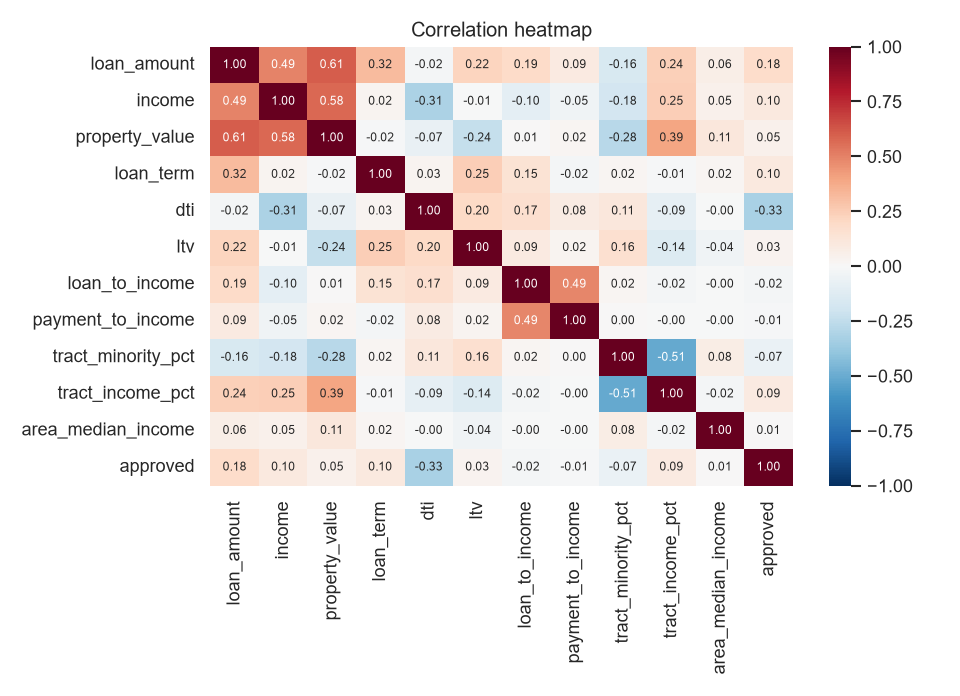 Correlation heatmap
loan_amount 1.00 0.49 0.61 0.32 -0.02 0.22 0.19 0.09 -0.16 0.24 0.06 0.18
income 0.49 1.00 0.58 0.02 -0.31 -0.01 -0.10 -0.05 -0.18 0.25 0.05 0.10
property_value 0.61 0.58 1.00 -0.02 -0.07 -0.24 0.01 0.02 -0.28 0.39 0.11 0.05
loan_term 0.32 0.02 -0.02 1.00 0.03 0.25 0.15 -0.02 0.02 -0.01 0.02 0.10
dti -0.02 -0.31 -0.07 0.03 1.00 0.20 0.17 0.08 0.11 -0.09 -0.00 -0.33
ltv 0.22 -0.01 -0.24 0.25 0.20 1.00 0.09 0.02 0.16 -0.14 -0.04 0.03
loan_to_income 0.19 -0.10 0.01 0.15 0.17 0.09 1.00 0.49 0.02 -0.02 -0.00 -0.02
payment_to_income 0.09 -0.05 0.02 -0.02 0.08 0.02 0.49 1.00 0.00 -0.00 -0.00 -0.01
tract_minority_pct -0.16 -0.18 -0.28 0.02 0.11 0.16 0.02 0.00 1.00 -0.51 0.08 -0.07
tract_income_pct 0.24 0.25 0.39 -0.01 -0.09 -0.14 -0.02 -0.00 -0.51 1.00 -0.02 0.09
area_median_income 0.06 0.05 0.11 0.02 -0.00 -0.04 -0.00 -0.00 0.08 -0.02 1.00 0.01
approved 0.18 0.10 0.05 0.10 -0.33 0.03 -0.02 -0.01 -0.07 0.09 0.01 1.00
loan_amount
income
property_value
loan_term
dti
ltv
loan_to_income
payment_to_income
tract_minority_pct
tract_income_pct
area_median_income
approved
1.00
0.75
0.50
0.25
0.00
−0.25
−0.50
−0.75
−1.00